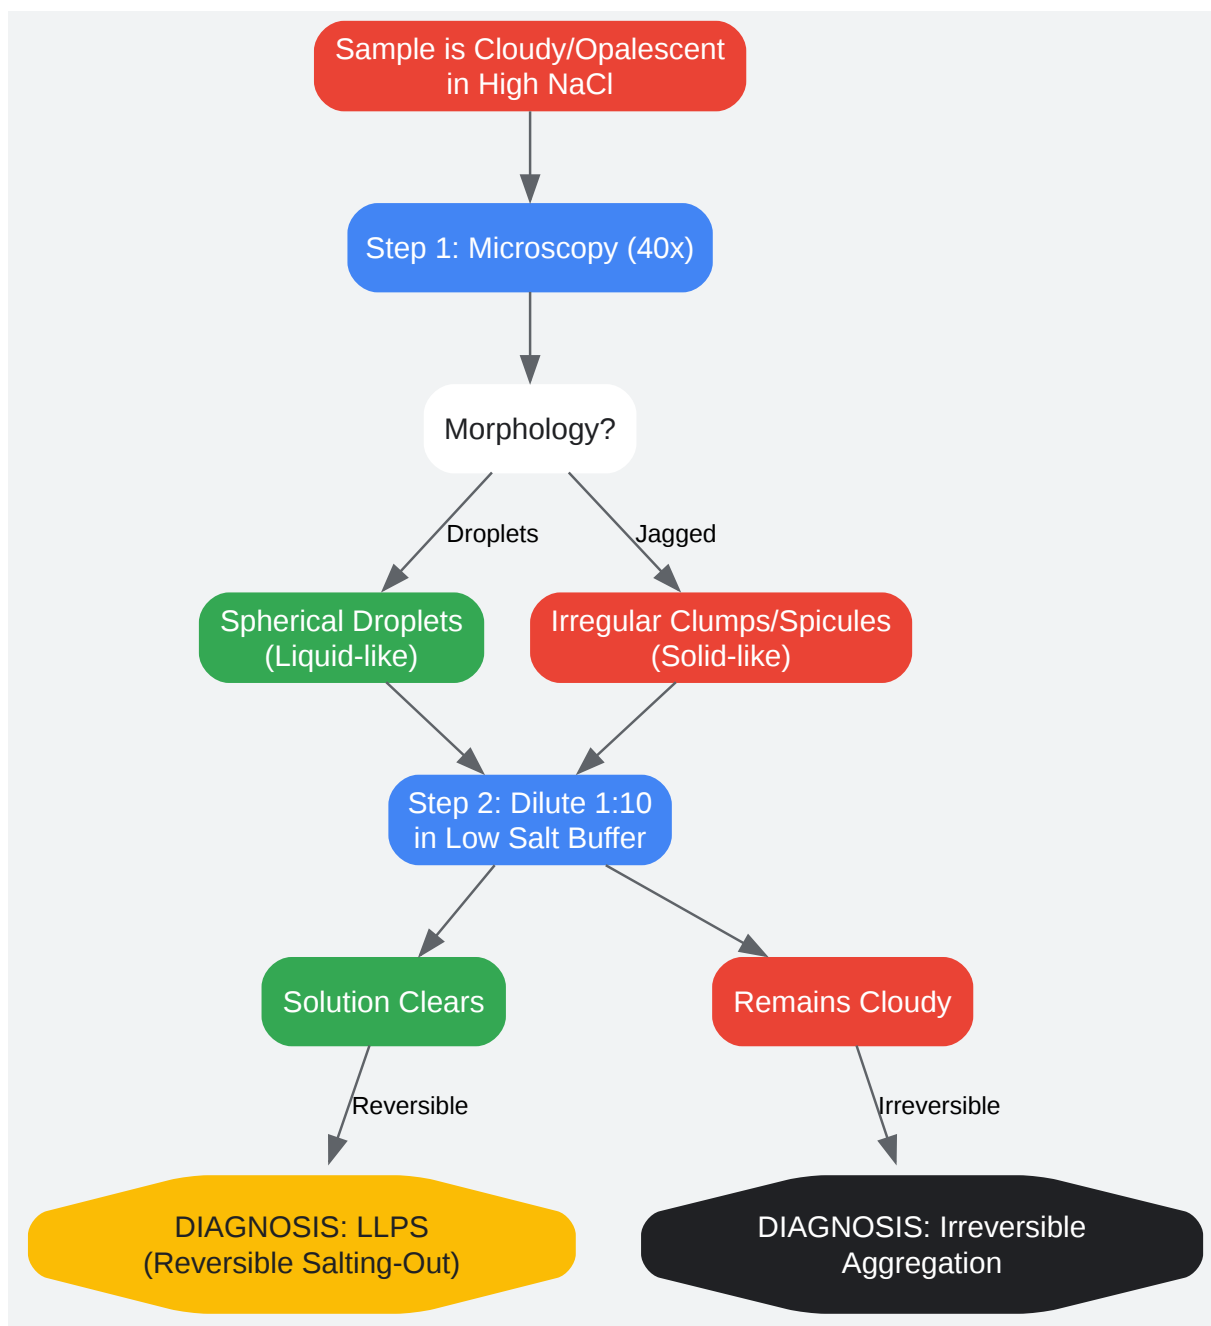 Sample is Cloudy/Opalescent
in High NaCl
Step 1: Microscopy (40x)
Morphology?
Droplets
Jagged
Spherical Droplets
(Liquid-like)
Irregular Clumps/Spicules
(Solid-like)
Step 2: Dilute 1:10
in Low Salt Buffer
Solution Clears
Remains Cloudy
Reversible
Irreversible
DIAGNOSIS: LLPS
(Reversible Salting-Out)
DIAGNOSIS: Irreversible
Aggregation